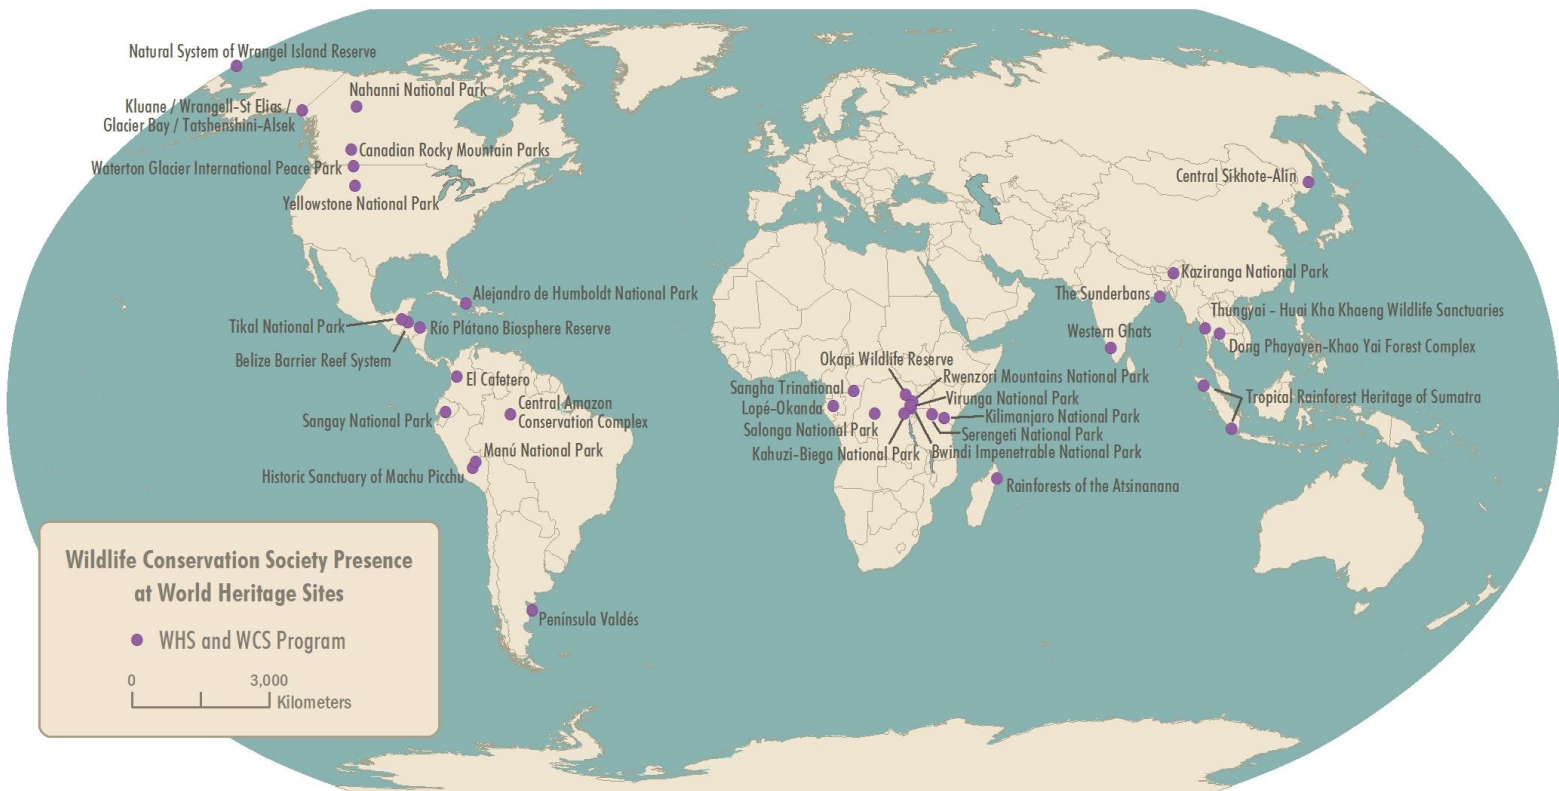 Natural System of Wrangel Island Reserve
Nahanni National Park
Kluane / Wrangell-St Elias /
Glacier Bay / Tatshenshini-Alsek
Canadian Rocky Mountain Parks
Waterton Glacier International Peace Park
Yellowstone National Park
Central Sikhote-Alin
Kaziranga National Park
The Sunderbans
Alejandro de Humboldt National Park
Thungyai - Huai Kha Khaeng Wildlife Sanctuaries
Tikal National Park
Río Plátano Biosphere Reserve
Western Ghats
Dong Phayayen-Khao Yai Forest Complex
Belize Barrier Reef System
Okapi Wildlife Reserve
El Cafetero
Rwenzori Mountains National Park
Sangha Trinational
Virunga National Park
Tropical Rainforest Heritage of Sumatra
Central Amazon
Conservation Complex
Lopé-Okanda
Kilimanjaro National Park
Sangay National Park
Salonga National Park
Serengeti National Park
Manú National Park
Kahuzi-Biega National Park
Bwindi Impenetrable National Park
Historic Sanctuary of Machu Picchu
Rainforests of the Atsinanana
Península Valdés
Wildlife Conservation Society Presence
at World Heritage Sites
WHS and WCS Program
0 3,000
Kilometers